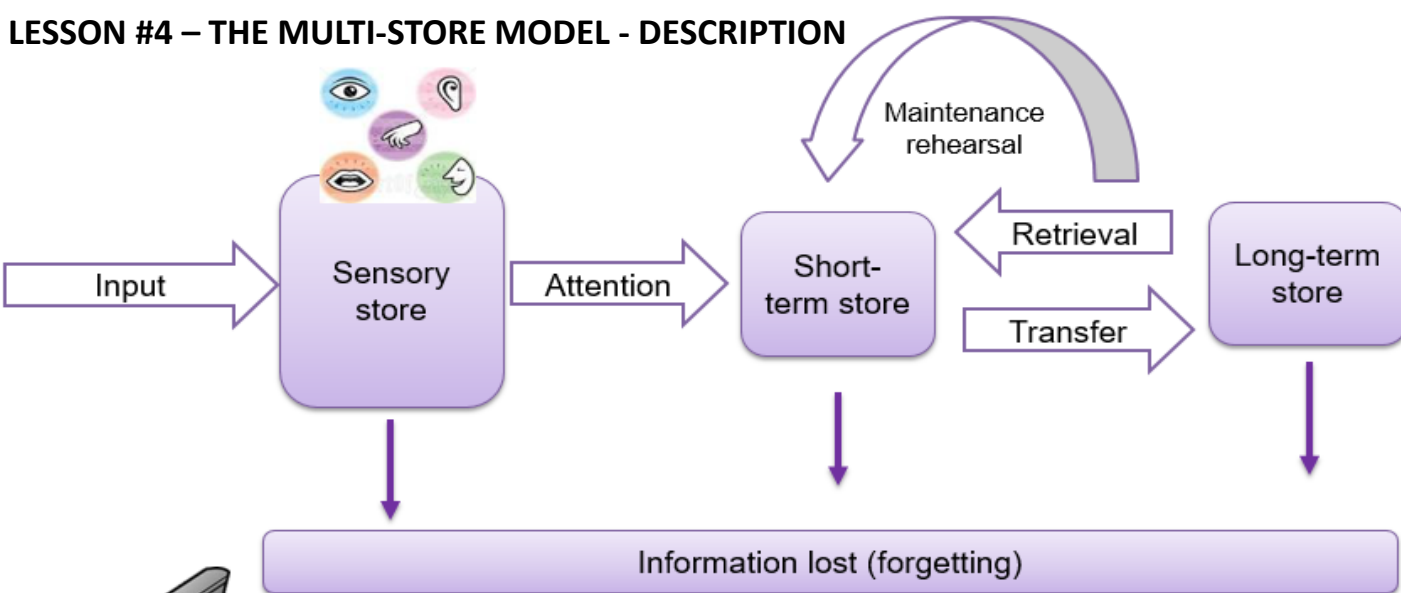 LESSON #4 – THE MULTI-STORE MODEL - DESCRIPTION
Maintenance
rehearsal
Input
Sensory
store
Attention
Short-
term store
Retrieval
Transfer
Long-term
store
Information lost (forgetting)